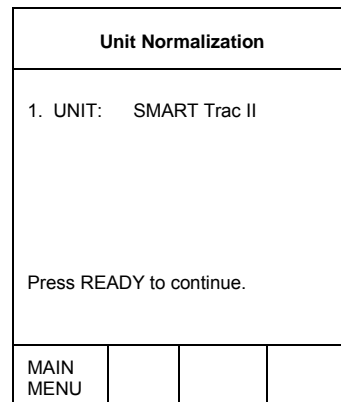 Unit Normalization
1. UNIT: SMART Trac II
Press READY to continue.
MAIN
MENU